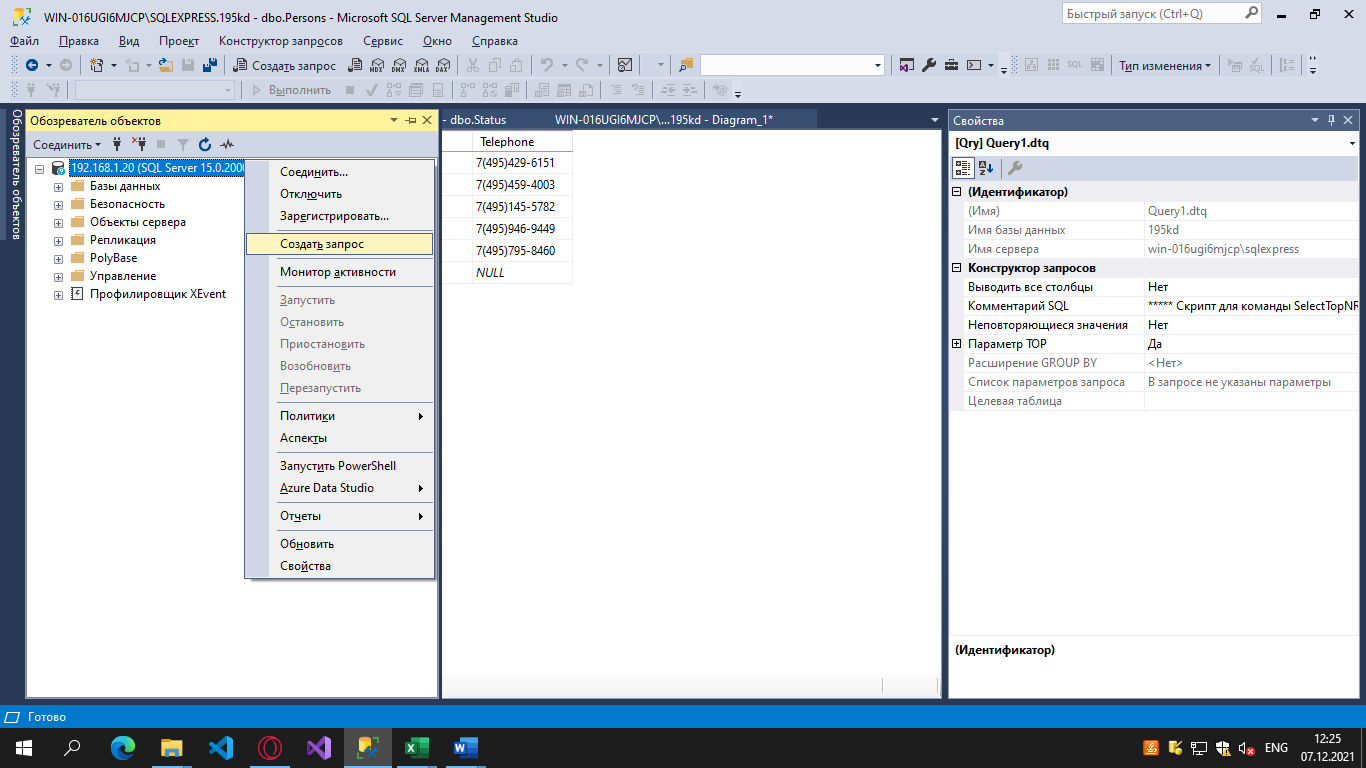 WIN-016UGI6MJCP\SQLEXPRESS.195kd - dbo.Persons - Microsoft SQL Server Management Studio
Быстрый запуск (Ctrl+Q)
Файл Правка Вид Проект Конструктор запросов Сервис Окно Справка
Создать запрос
MDX
DMX
XMLA
DAX
SQL
Тип изменения
Выполнить
SQL
Обозреватель объектов
Обозреватель объектов
Соединить
192.168.1.20 (SQL Server 15.0.2000
Базы данных
Безопасность
Объекты сервера
Репликация
PolyBase
Управление
Профилировщик XEvent
Соединить...
Отключить
Зарегистрировать...
Создать запрос
Монитор активности
Запустить
Остановить
Приостановить
Возобновить
Перезапустить
Политики
Аспекты
Запустить PowerShell
Azure Data Studio
Отчеты
Обновить
Свойства
- dbo.Status
WIN-016UGI6MJCP\...195kd - Diagram_1*
Telephone
7(495)429-6151
7(495)459-4003
7(495)145-5782
7(495)946-9449
7(495)795-8460
NULL
Свойства
[Qry] Query1.dtq
(Идентификатор)
(Имя) Query1.dtq
Имя базы данных 195kd
Имя сервера win-016ugi6mjcp\sqlexpress
Конструктор запросов
Выводить все столбцы Нет
Комментарий SQL ***** Скрипт для команды SelectTopNR
Неповторяющиеся значения Нет
Параметр TOP Да
Расширение GROUP BY <Нет>
Список параметров запроса В запросе не указаны параметры
Целевая таблица
(Идентификатор)
Готово
ENG
12:25
07.12.2021